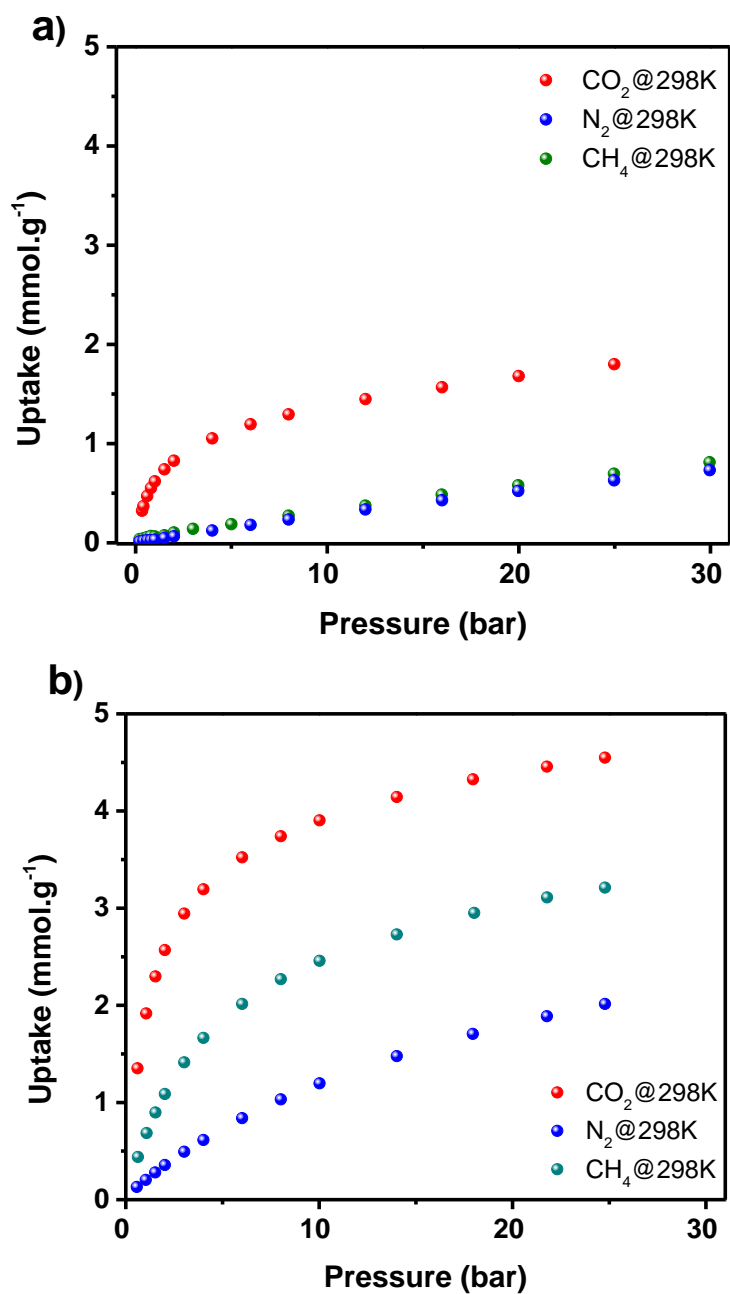 a)
5
4
3
2
1
0
Uptake (mmol.g⁻¹)
CO₂@298K
N₂@298K
CH₄@298K
0
10
20
30
Pressure (bar)
b)
5
4
3
2
1
0
Uptake (mmol.g⁻¹)
CO₂@298K
N₂@298K
CH₄@298K
0
10
20
30
Pressure (bar)